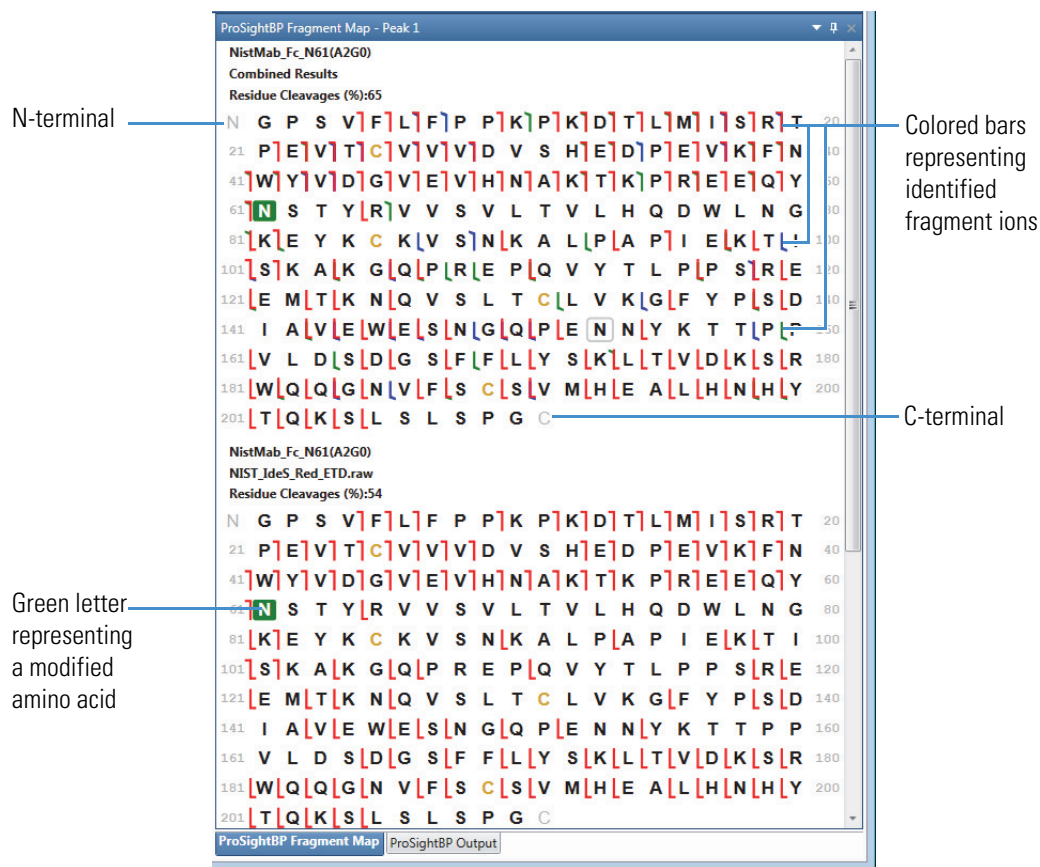 ProSightBP Fragment Map - Peak 1
NistMab_Fc_N61(A2G0)
Combined Results
Residue Cleavages (%):65
N-terminal
N G P S V F L F P P K P K D T L M I S R T 20
21 P E V T C V V V D V S H E D P E V K F N 40
41 W Y V D G V E V H N A K T K P R E E Q Y 60
61 N S T Y R V V S V L T V L H Q D W L N G 80
81 K E Y K C K V S N K A L P A P I E K T I 100
101 S K A K G Q P R E P Q V Y T L P P S R E 120
121 E M T K N Q V S L T C L V K G F Y P S D 140
141 I A V E W E S N G Q P E N N Y K T T P P 160
161 V L D S D G S F F L Y S K L T V D K S R 180
181 W Q Q G N V F S C S V M H E A L H N H Y 200
201 T Q K S L S L S P G C
Colored bars
representing
identified
fragment ions
C-terminal
NistMab_Fc_N61(A2G0)
NIST_IdeS_Red_ETD.raw
Residue Cleavages (%):54
N G P S V F L F P P K P K D T L M I S R T 20
21 P E V T C V V V D V S H E D P E V K F N 40
41 W Y V D G V E V H N A K T K P R E E Q Y 60
61 N S T Y R V V S V L T V L H Q D W L N G 80
81 K E Y K C K V S N K A L P A P I E K T I 100
101 S K A K G Q P R E P Q V Y T L P P S R E 120
121 E M T K N Q V S L T C L V K G F Y P S D 140
141 I A V E W E S N G Q P E N N Y K T T P P 160
161 V L D S D G S F F L Y S K L T V D K S R 180
181 W Q Q G N V F S C S V M H E A L H N H Y 200
201 T Q K S L S L S P G C
Green letter
representing
a modified
amino acid
ProSightBP Fragment Map
ProSightBP Output